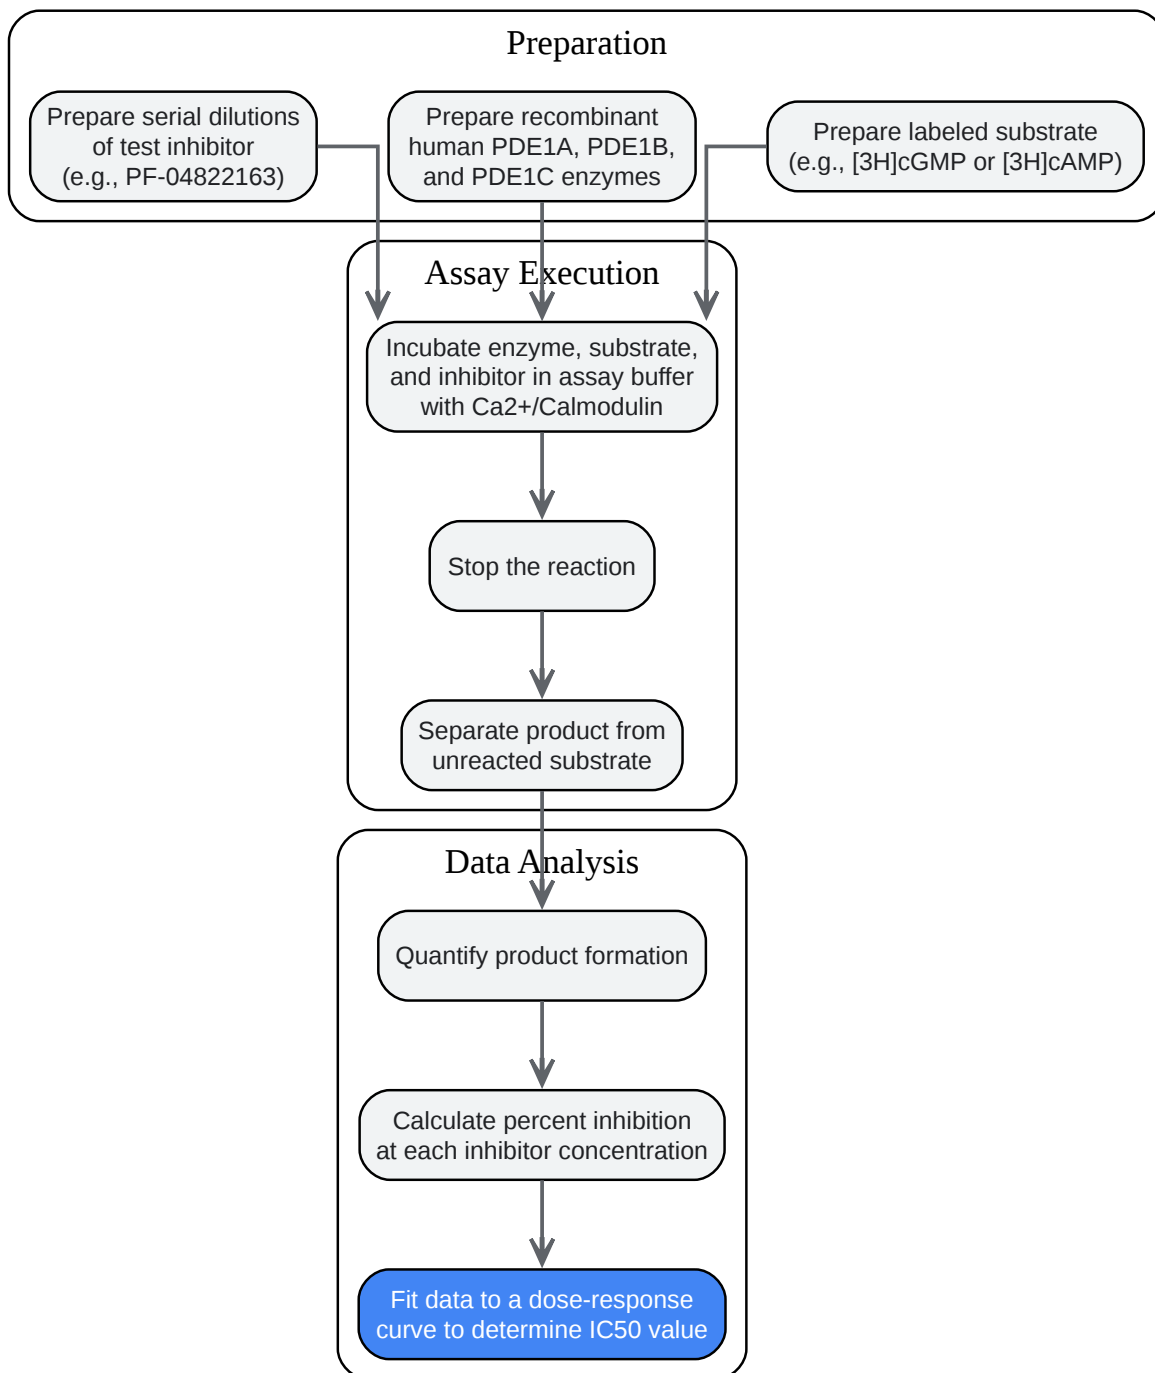 Preparation
Prepare serial dilutions
of test inhibitor
(e.g., PF-04822163)
Prepare recombinant
human PDE1A, PDE1B,
and PDE1C enzymes
Prepare labeled substrate
(e.g., [3H]cGMP or [3H]cAMP)
Assay Execution
Incubate enzyme, substrate,
and inhibitor in assay buffer
with Ca2+/Calmodulin
Stop the reaction
Separate product from
unreacted substrate
Data Analysis
Quantify product formation
Calculate percent inhibition
at each inhibitor concentration
Fit data to a dose-response
curve to determine IC50 value